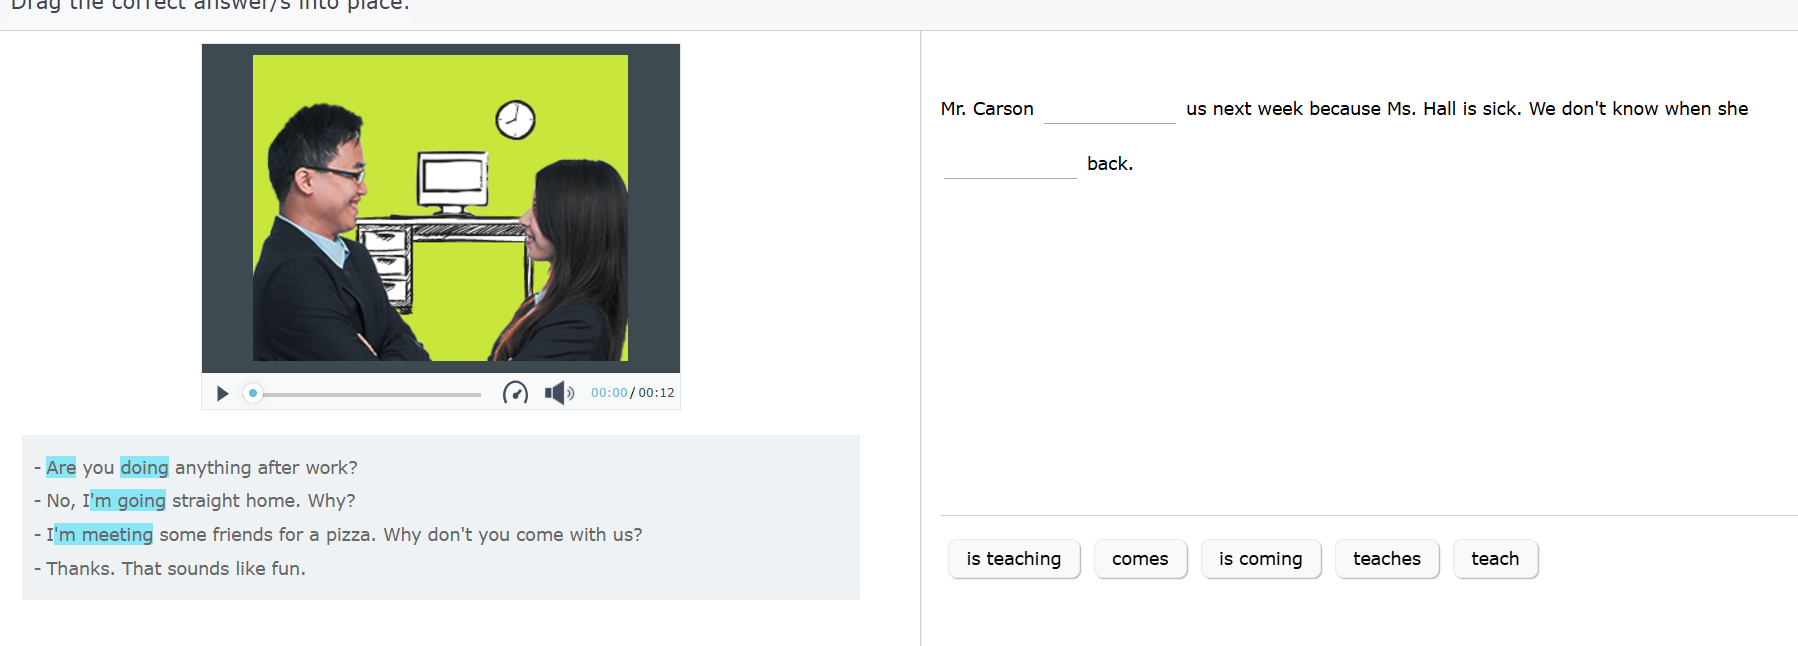 Drag the correct answer/s into place.
00:00/00:12
- Are you doing anything after work?
- No, I'm going straight home. Why?
- I'm meeting some friends for a pizza. Why don't you come with us?
- Thanks. That sounds like fun.
Mr. Carson ____________ us next week because Ms. Hall is sick. We don't know when she
____________ back.
is teaching comes is coming teaches teach